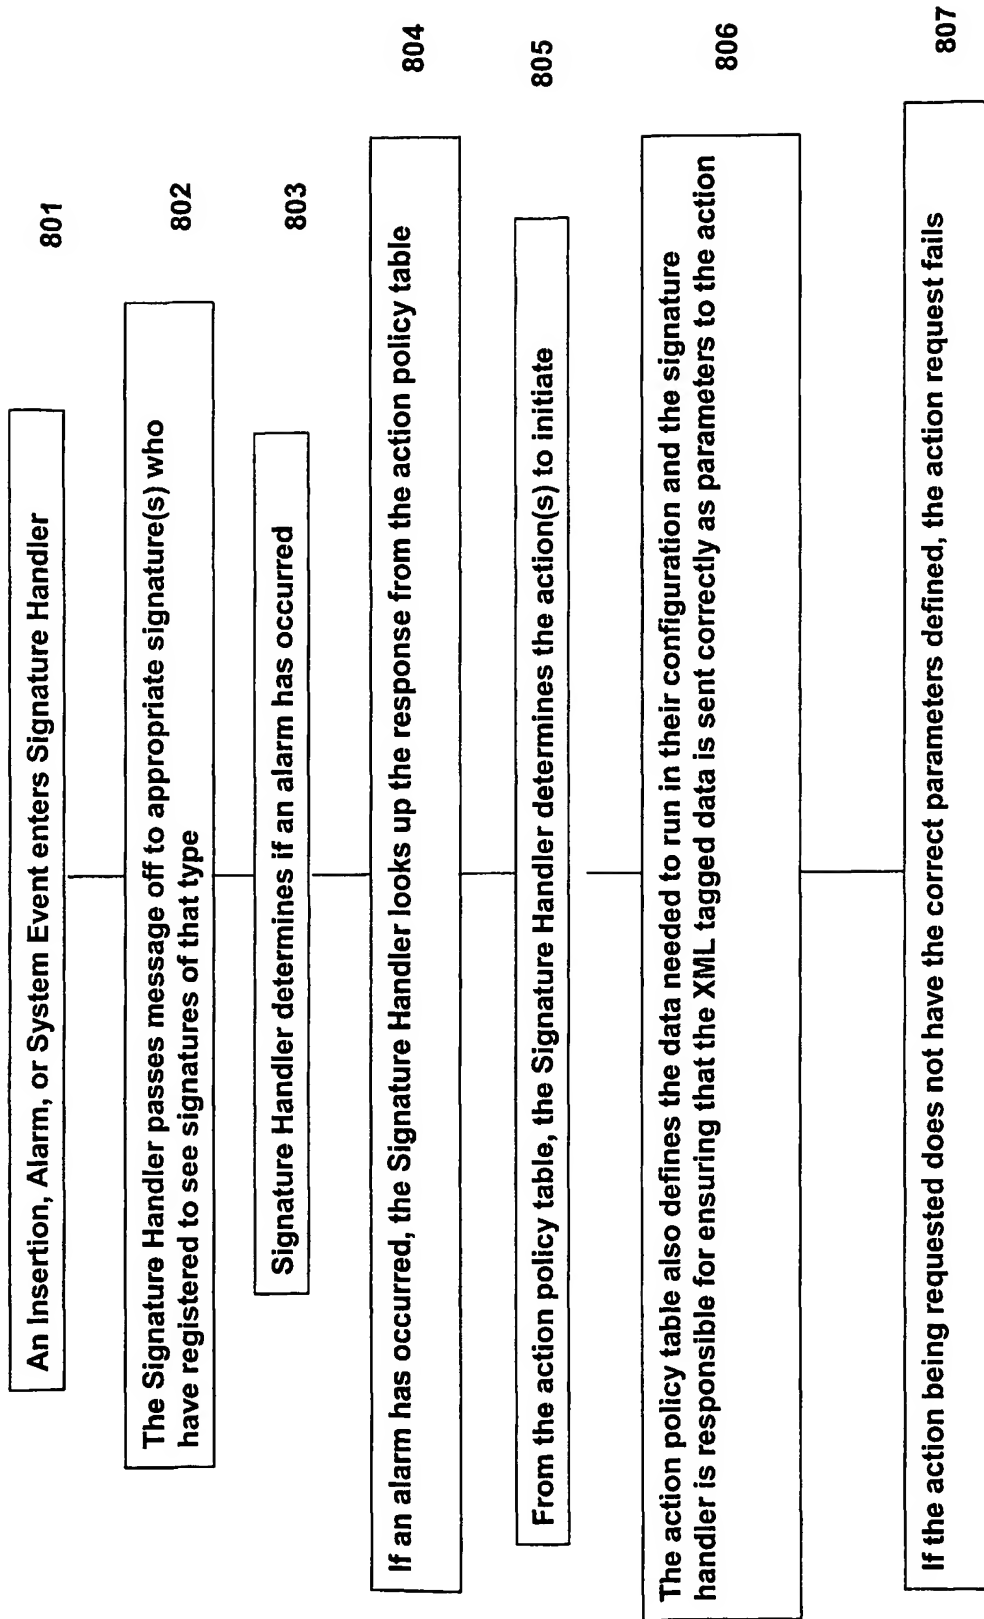 An Insertion, Alarm, or System Event enters Signature Handler
801
The Signature Handler passes message off to appropriate signature(s) who
have registered to see signatures of that type
802
Signature Handler determines if an alarm has occurred
803
If an alarm has occurred, the Signature Handler looks up the response from the action policy table
804
From the action policy table, the Signature Handler determines the action(s) to initiate
805
The action policy table also defines the data needed to run in their configuration and the signature
handler is responsible for ensuring that the XML tagged data is sent correctly as parameters to the action
806
If the action being requested does not have the correct parameters defined, the action request fails
807